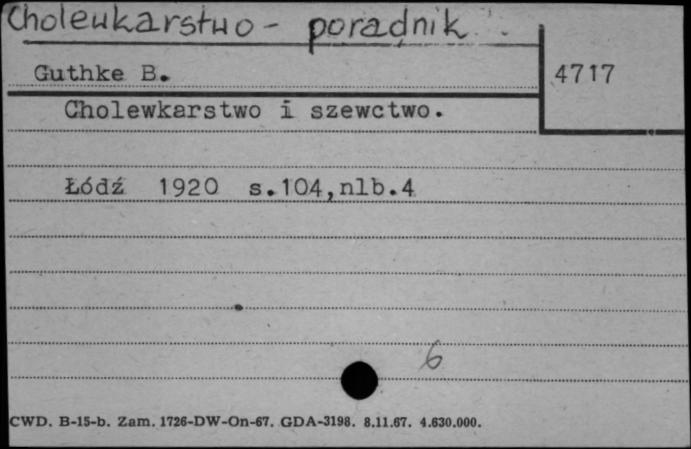 Cholewkarstwo - poradnik
Guthke B.
4717
Cholewkarstwo i szewctwo.
Łódź 1920 s.104,nlb.4
6
CWD. B-15-b. Zam. 1726-DW-On-67. GDA-3198. 8.11.67. 4.630.000.